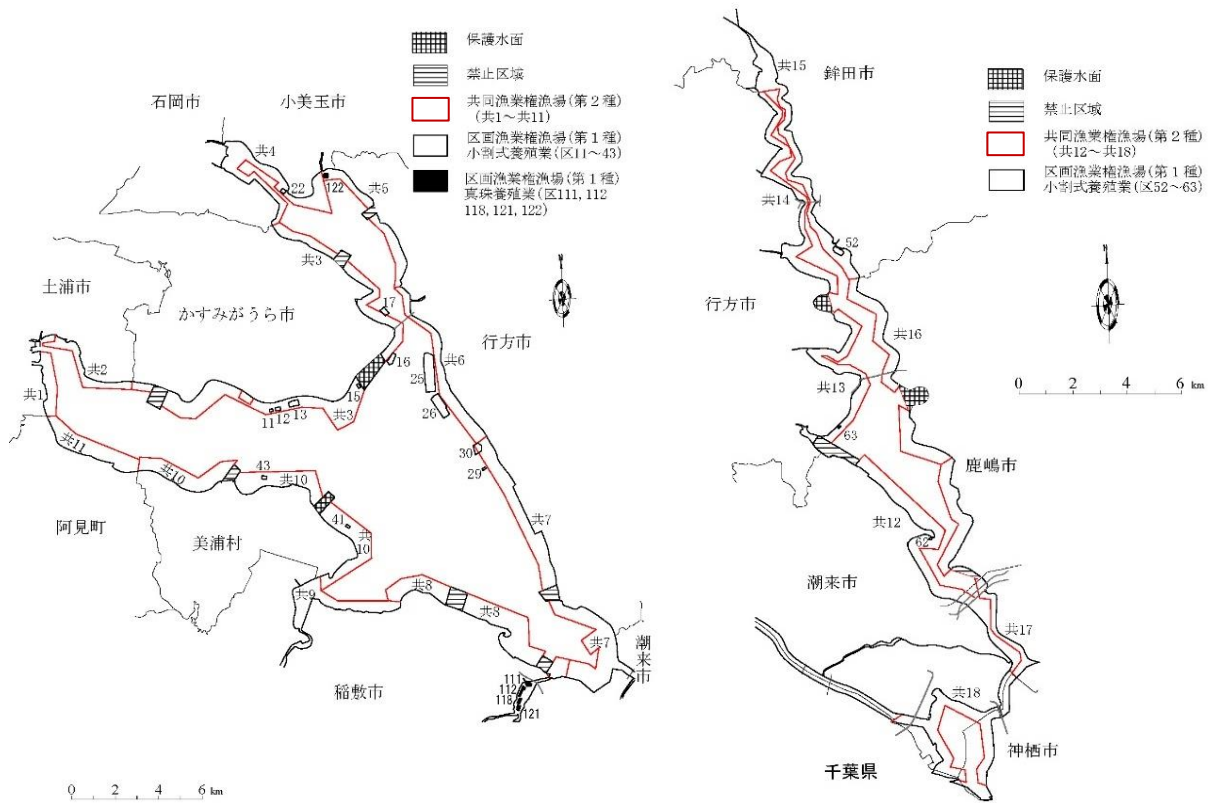 保護水面
禁止区域
共同漁業権漁場(第2種)
(共1～共11)
区画漁業権漁場(第1種)
小割式養殖業(区11～43)
区画漁業権漁場(第1種)
真珠養殖業(区111, 112
118, 121, 122)
石岡市
小美玉市
共4
22
122
共5
共3
17
土浦市
かすみがうら市
行方市
16
共6
25
共2
15
26
共1
13
11
12
共3
30
共11
43
29
共10
共10
阿見町
41
共
10
共7
美浦村
共9
共8
共8
共7
潮来市
稲敷市
111
112
118
121
0 2 4 6 km
共15
鉾田市
保護水面
禁止区域
共同漁業権漁場(第2種)
(共12～共18)
区画漁業権漁場(第1種)
小割式養殖業(区52～63)
共14
52
行方市
共16
0 2 4 6
km
共13
63
鹿嶋市
共12
62
潮来市
共17
共18
神栖市
千葉県